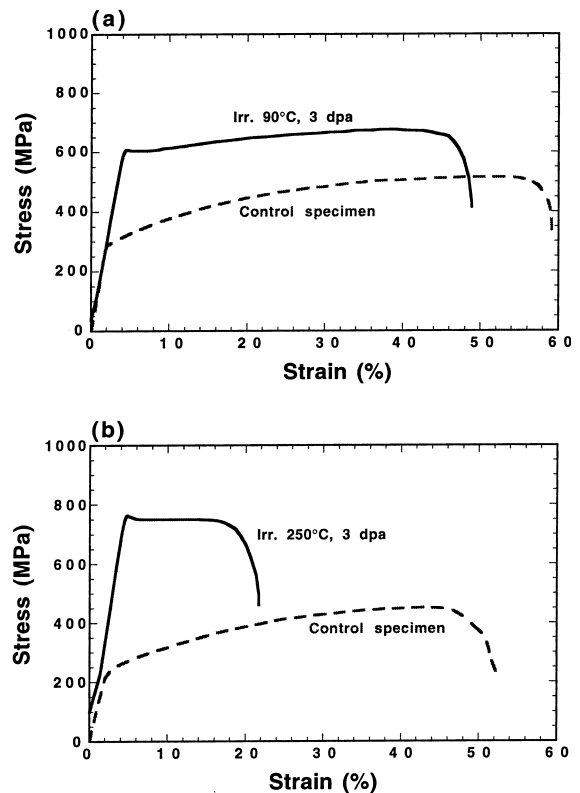 (a)
1000
800
600
400
200
0
Stress (MPa)
Irr. 90°C, 3 dpa
Control specimen
0 10 20 30 40 50 60
Strain (%)
(b)
1000
800
600
400
200
0
Stress (MPa)
Irr. 250°C, 3 dpa
Control specimen
0 10 20 30 40 50 60
Strain (%)